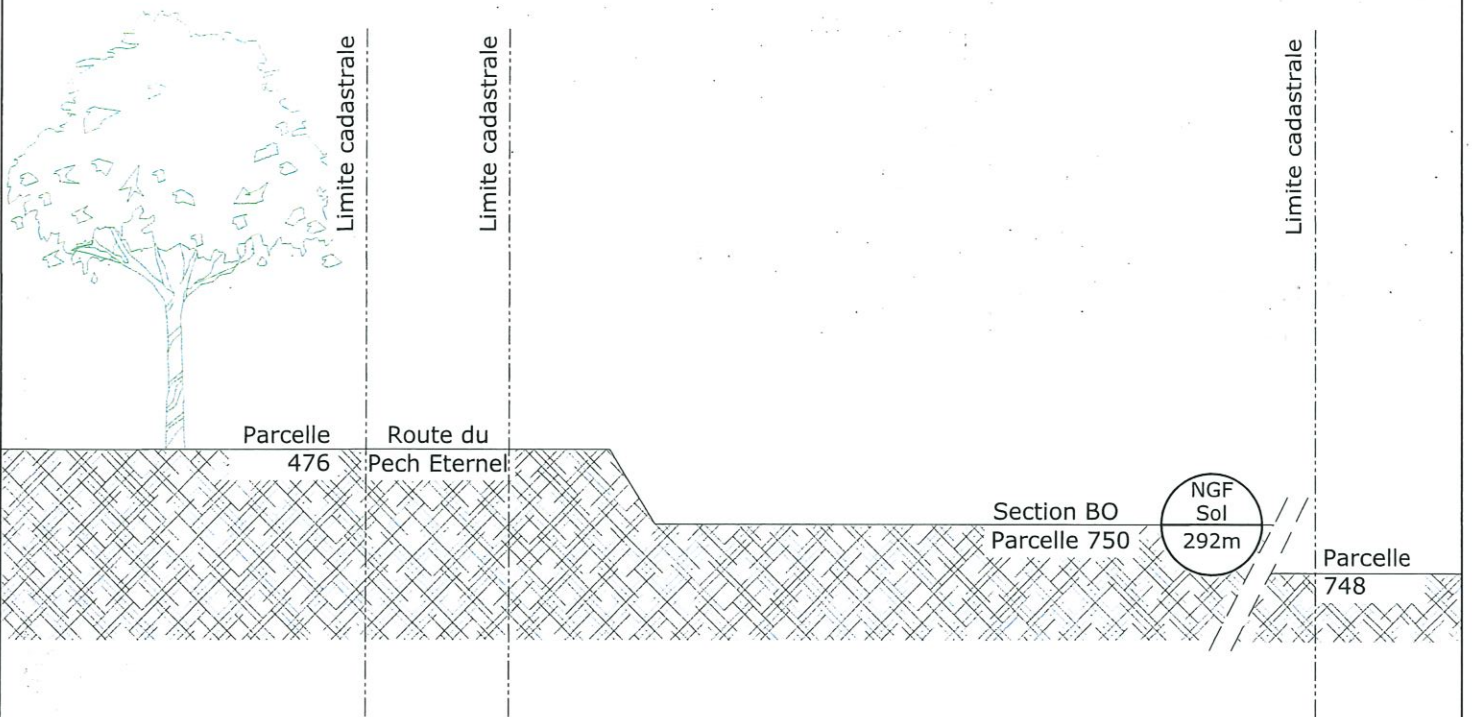 Limite cadastrale
Limite cadastrale
Limite cadastrale
Parcelle
476
Route du
Pech Eternel
Section BO
Parcelle 750
NGF
Sol
292m
Parcelle
748